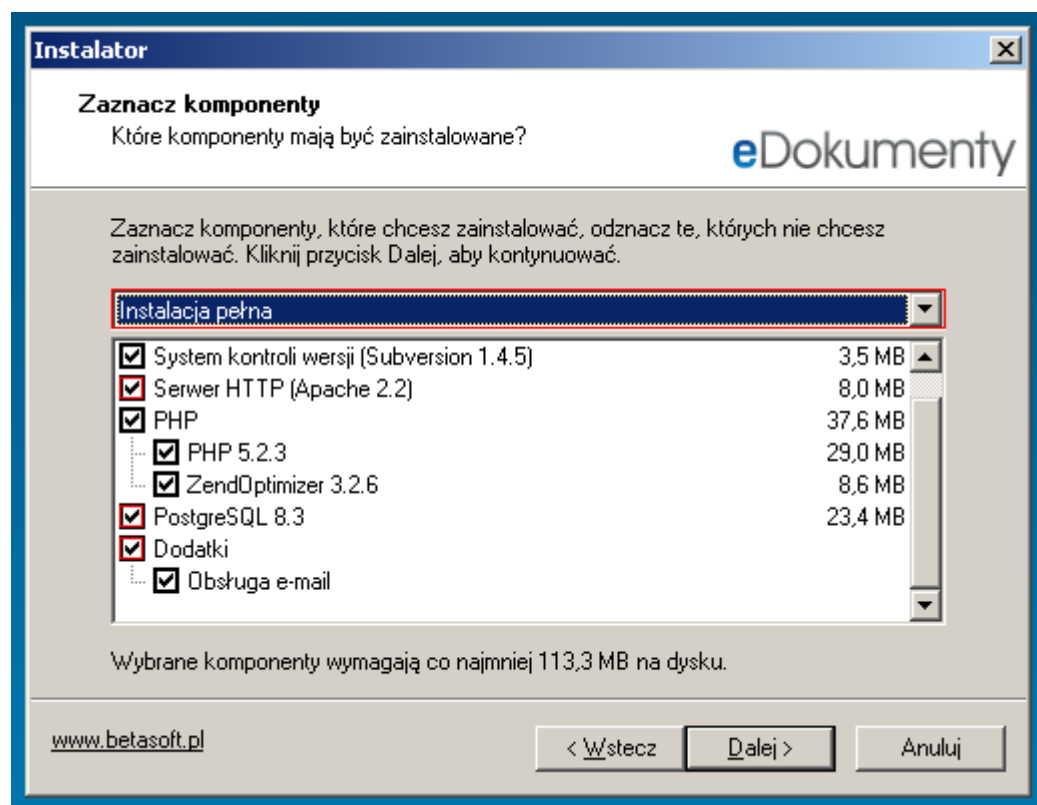 Instalator
Zaznacz komponenty
Które komponenty mają być zainstalowane?
eDokumenty
Zaznacz komponenty, które chcesz zainstalować, odznacz te, których nie chcesz
zainstalować. Kliknij przycisk Dalej, aby kontynuować.
Instalacja pełna
System kontroli wersji (Subversion 1.4.5) 3,5 MB
Serwer HTTP (Apache 2.2) 8,0 MB
PHP 37,6 MB
PHP 5.2.3 29,0 MB
ZendOptimizer 3.2.6 8,6 MB
PostgreSQL 8.3 23,4 MB
Dodatki
Obsługa e-mail
Wybrane komponenty wymagają co najmniej 113,3 MB na dysku.
www.betasoft.pl < Wstecz Dalej > Anuluj